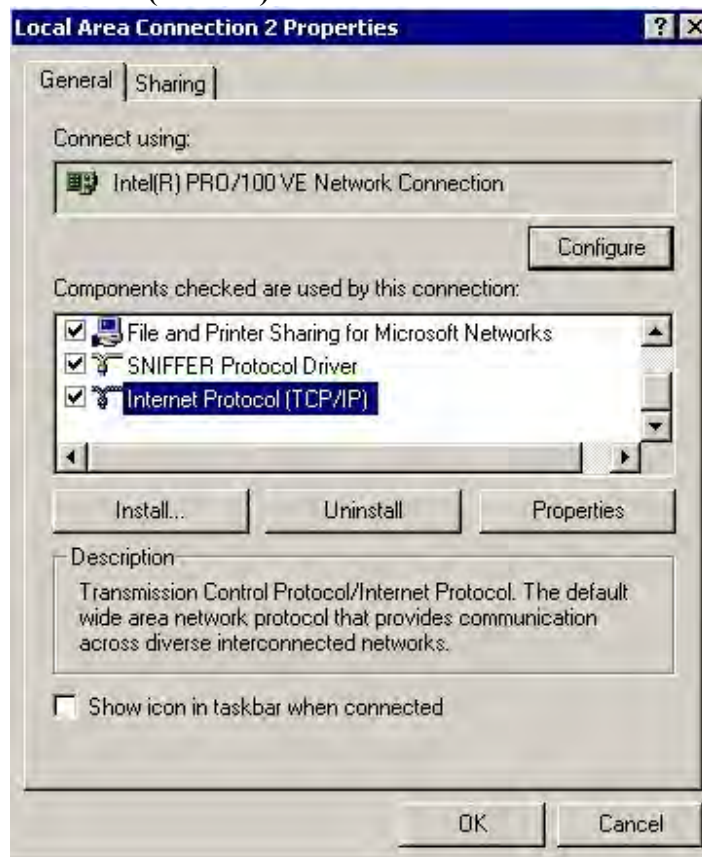 Local Area Connection 2 Properties
General
Sharing
Connect using:
Intel(R) PRO/100 VE Network Connection
Configure
Components checked are used by this connection:
File and Printer Sharing for Microsoft Networks
SNIFFER Protocol Driver
Internet Protocol (TCP/IP)
Install...
Uninstall
Properties
Description
Transmission Control Protocol/Internet Protocol. The default
wide area network protocol that provides communication
across diverse interconnected networks.
Show icon in taskbar when connected
OK
Cancel